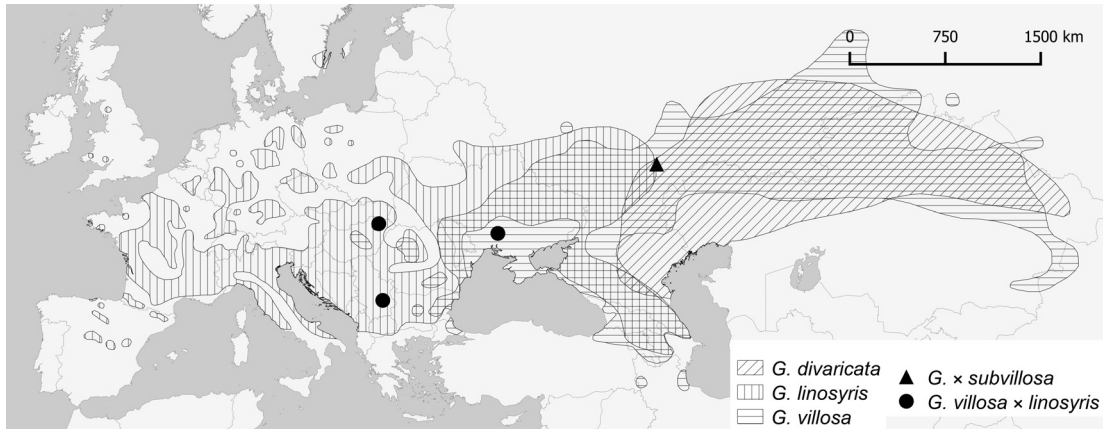 0 750 1500 km
G. divaricata
G. linosyris
G. villosa
G. × subvillosa
G. villosa × linosyris